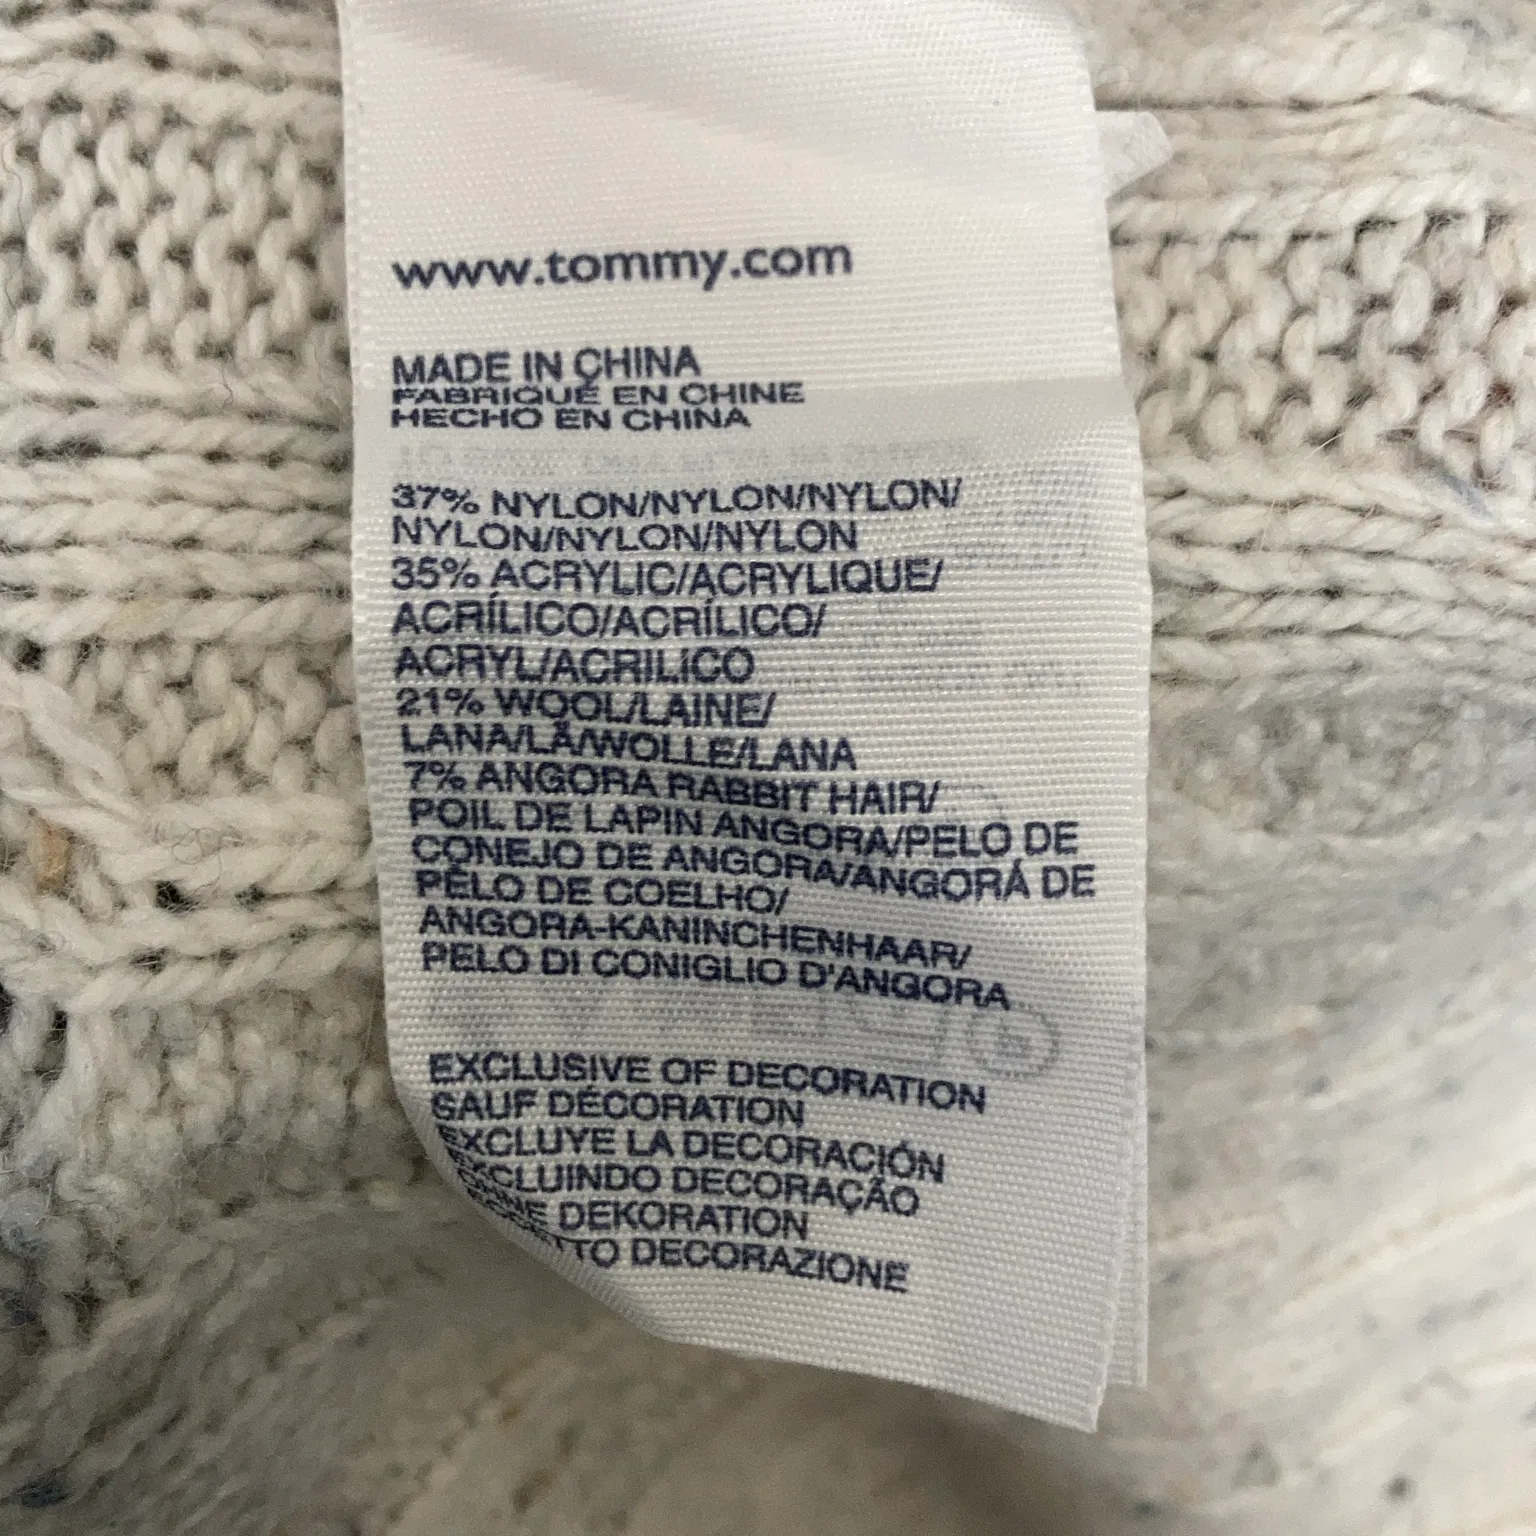 www.tommy.com
MADE IN CHINA
FABRIQUÉ EN CHINE
HECHO EN CHINA
37% NYLON/NYLON/NYLON/
NYLON/NYLON/NYLON
35% ACRYLIC/ACRYLIQUE/
ACRÍLICO/ACRÍLICO/
ACRYL/ACRILICO
21% WOOL/LAINE/
LANA/LÃ/WOLLE/LANA
7% ANGORA RABBIT HAIR/
POIL DE LAPIN ANGORA/PELO DE
CONEJO DE ANGORA/ANGORÁ DE
PÊLO DE COELHO/
ANGORA-KANINCHENHAAR/
PELO DI CONIGLIO D'ANGORA
EXCLUSIVE OF DECORATION
SAUF DÉCORATION
EXCLUYE LA DECORACIÓN
EXCLUINDO DECORAÇÃO
OHNE DEKORATION
DECORAZIONE